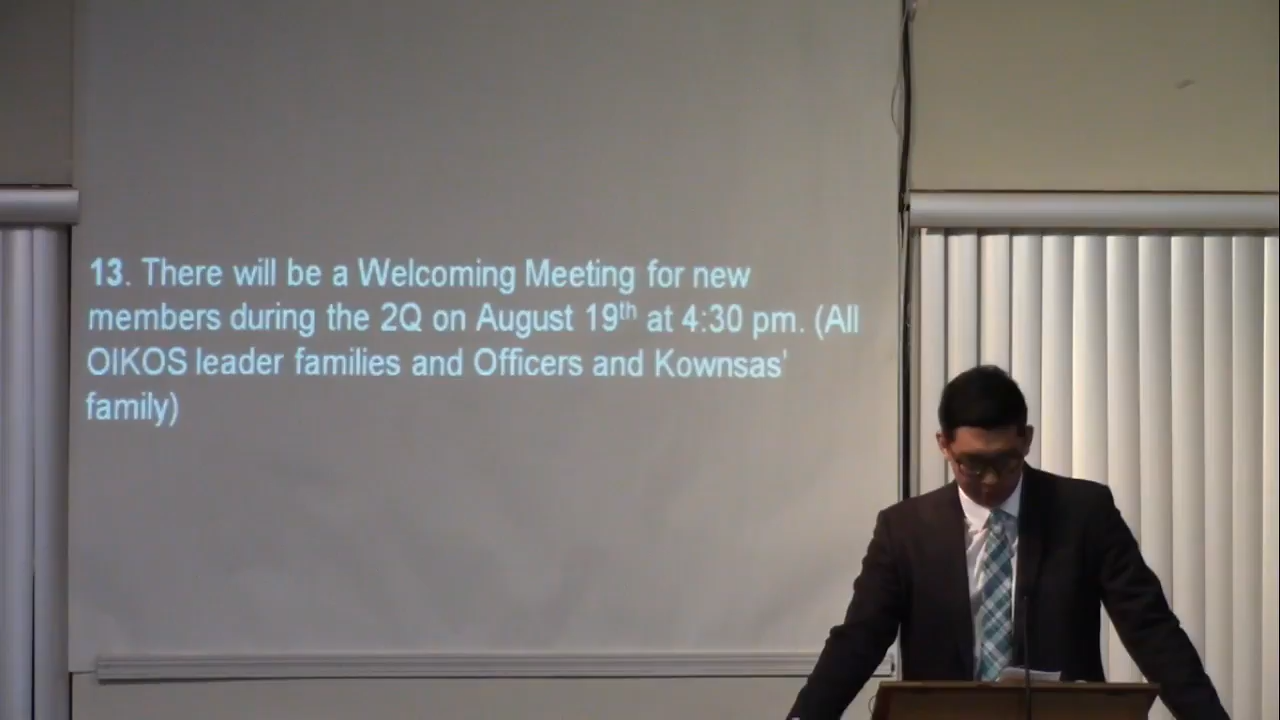 13. There will be a Welcoming Meeting for new
members during the 2Q on August 19th at 4:30 pm. (All
OIKOS leader families and Officers and Kownsas'
family)